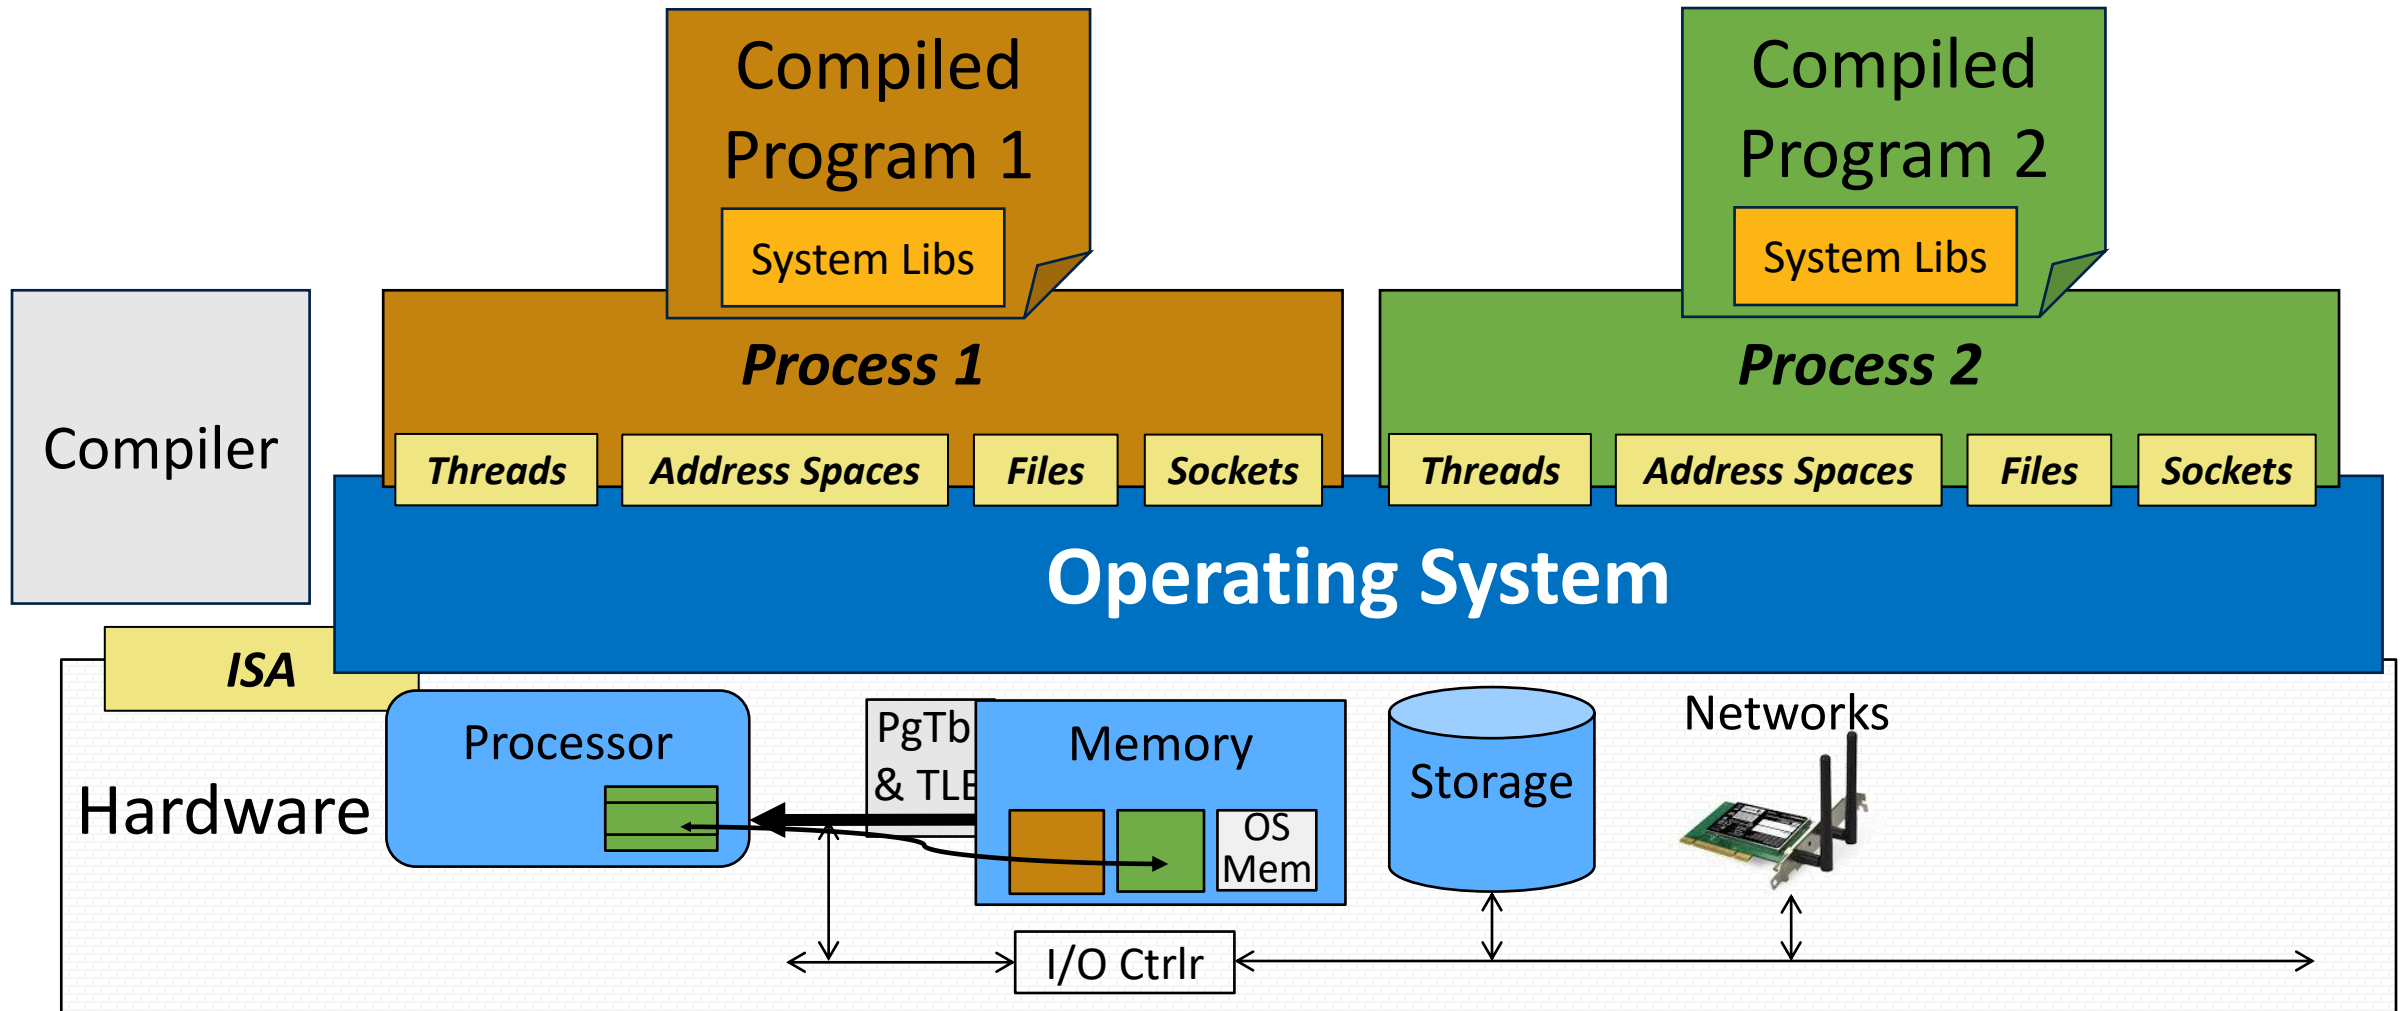 Compiled
Program 1
System Libs
Compiled
Program 2
System Libs
Compiler
Process 1
Process 2
Threads
Address Spaces
Files
Sockets
Threads
Address Spaces
Files
Sockets
Operating System
ISA
Hardware
Processor
PgTb
& TLB
Memory
OS
Mem
Storage
Networks
I/O Ctrlr